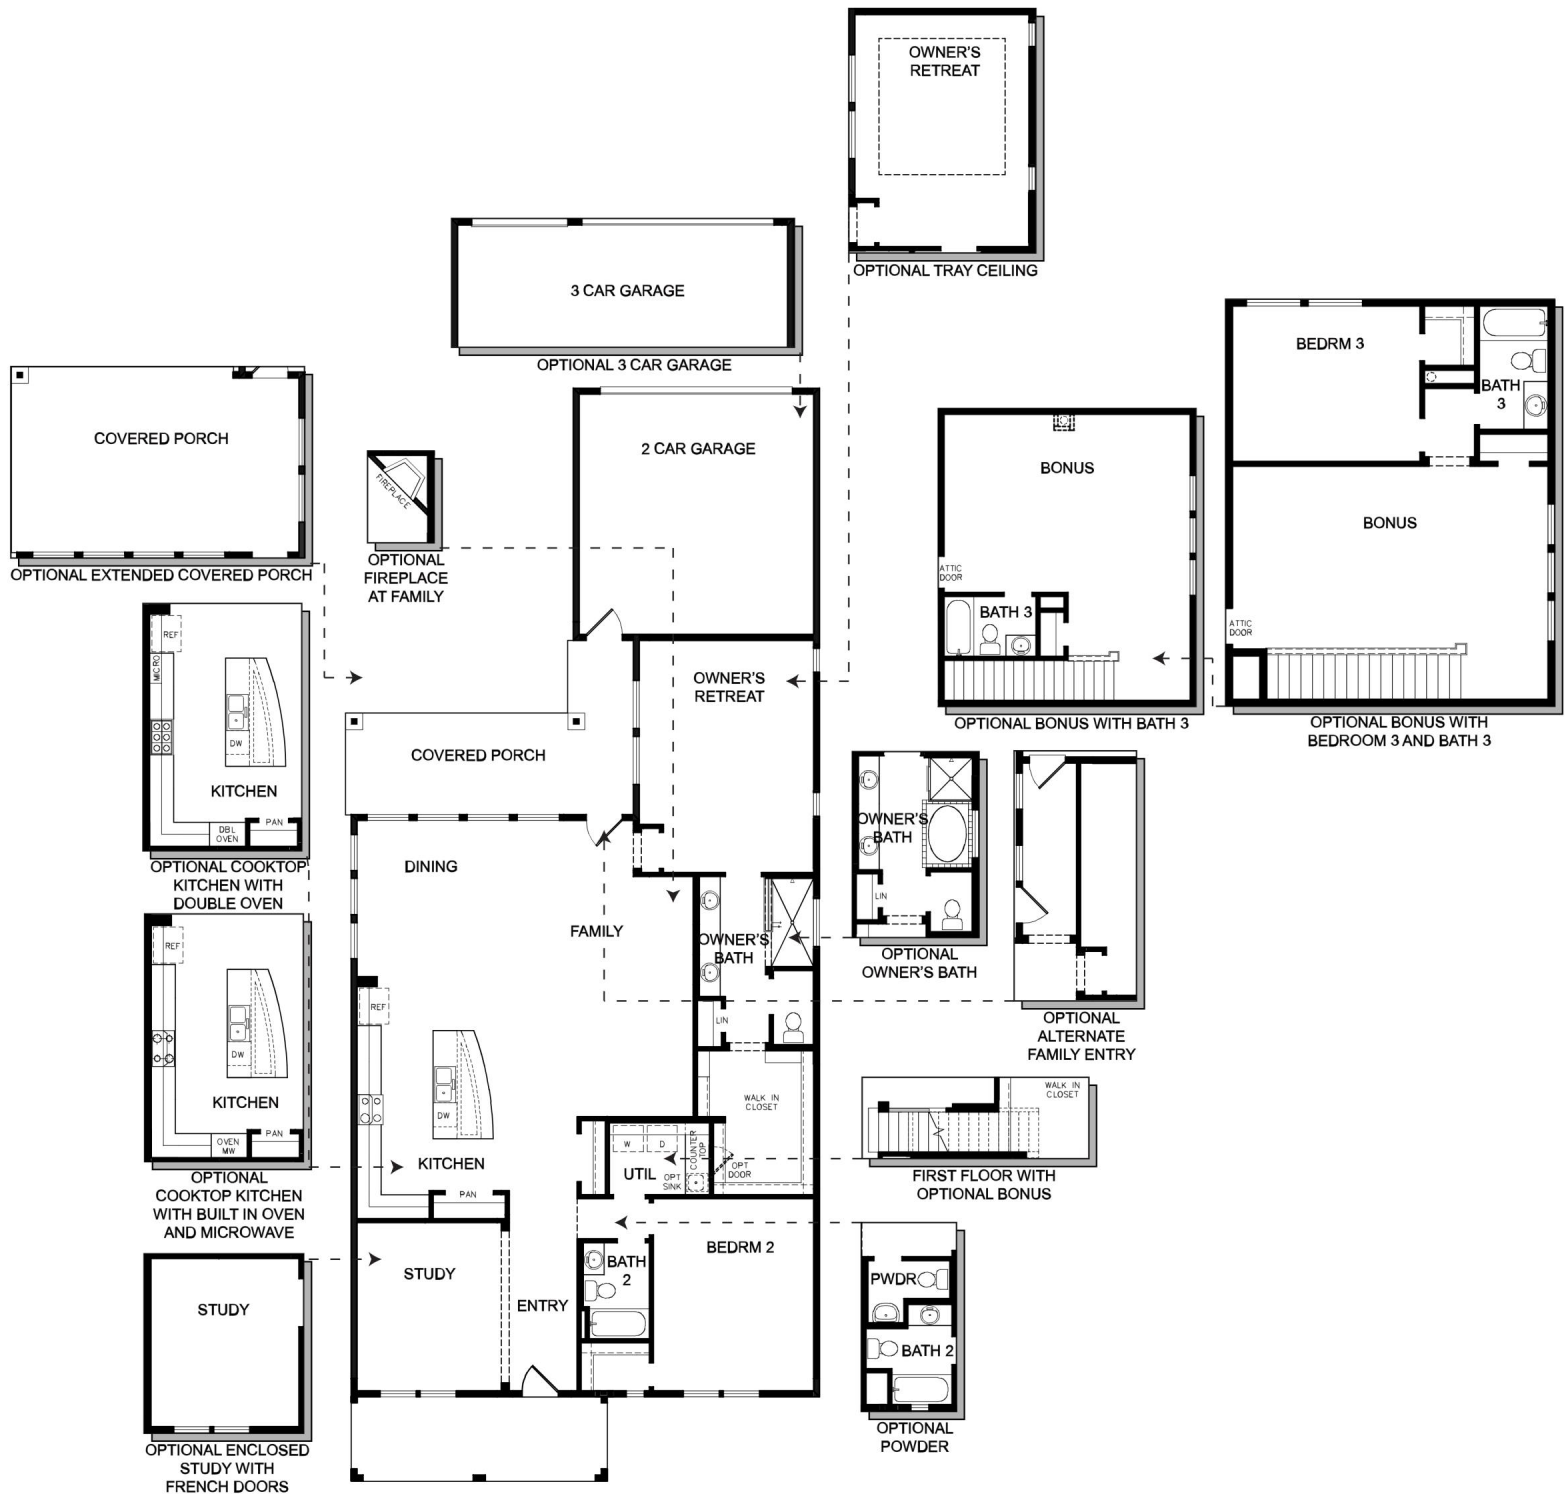 OWNER'S
RETREAT
OPTIONAL TRAY CEILING
3 CAR GARAGE
OPTIONAL 3 CAR GARAGE
BEDRM 3
BATH
3
BONUS
ATTIC
DOOR
OPTIONAL BONUS WITH
BEDROOM 3 AND BATH 3
BONUS
ATTIC
DOOR
BATH 3
OPTIONAL BONUS WITH BATH 3
COVERED PORCH
OPTIONAL EXTENDED COVERED PORCH
FIREPLACE
OPTIONAL
FIREPLACE
AT FAMILY
REF
MICRO
DW
KITCHEN
DBL
OVEN
PAN
OPTIONAL COOKTOP
KITCHEN WITH
DOUBLE OVEN
REF
DW
KITCHEN
OVEN
MW
PAN
OPTIONAL
COOKTOP KITCHEN
WITH BUILT IN OVEN
AND MICROWAVE
STUDY
OPTIONAL ENCLOSED
STUDY WITH
FRENCH DOORS
2 CAR GARAGE
OWNER'S
RETREAT
COVERED PORCH
DINING
FAMILY
OWNER'S
BATH
REF
LIN
DW
WALK IN
CLOSET
KITCHEN
PAN
W
D
COUNTER
TOP
UTIL
OPT
SINK
OPT
DOOR
STUDY
ENTRY
BATH
2
BEDRM 2
OWNER'S
BATH
LIN
OPTIONAL
OWNER'S BATH
OPTIONAL
ALTERNATE
FAMILY ENTRY
WALK IN
CLOSET
FIRST FLOOR WITH
OPTIONAL BONUS
PWDR
BATH 2
OPTIONAL
POWDER